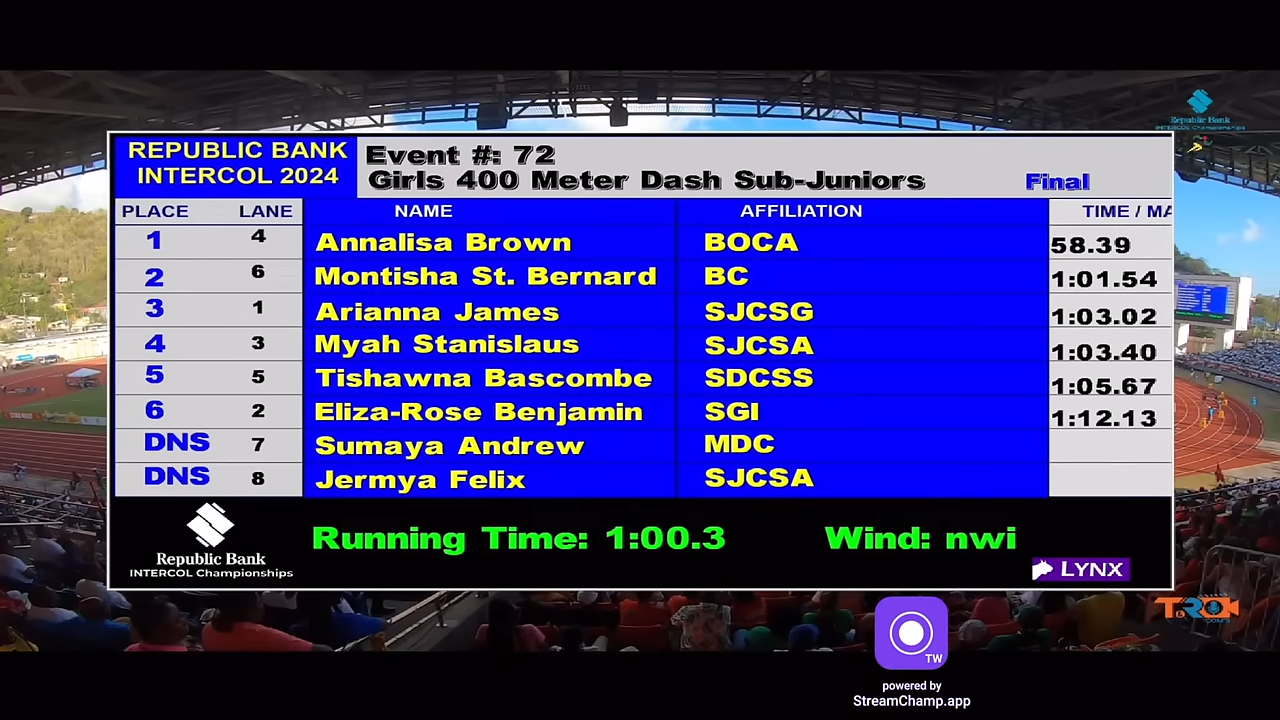 REPUBLIC BANK
INTERCOL 2024
Event #: 72
Girls 400 Meter Dash Sub-Juniors Final
PLACE LANE NAME AFFILIATION TIME / MA
1 4 Annalisa Brown BOCA 58.39
2 6 Montisha St. Bernard BC 1:01.54
3 1 Arianna James SJCSG 1:03.02
4 3 Myah Stanislaus SJCSA 1:03.40
5 5 Tishawna Bascombe SDCSS 1:05.67
6 2 Eliza-Rose Benjamin SGI 1:12.13
DNS 7 Sumaya Andrew MDC
DNS 8 Jermya Felix SJCSA
Republic Bank
INTERCOL Championships
Running Time: 1:00.3 Wind: nwi
LYNX
Republic Bank
INTERCOL Championships
TW
powered by
StreamChamp.app